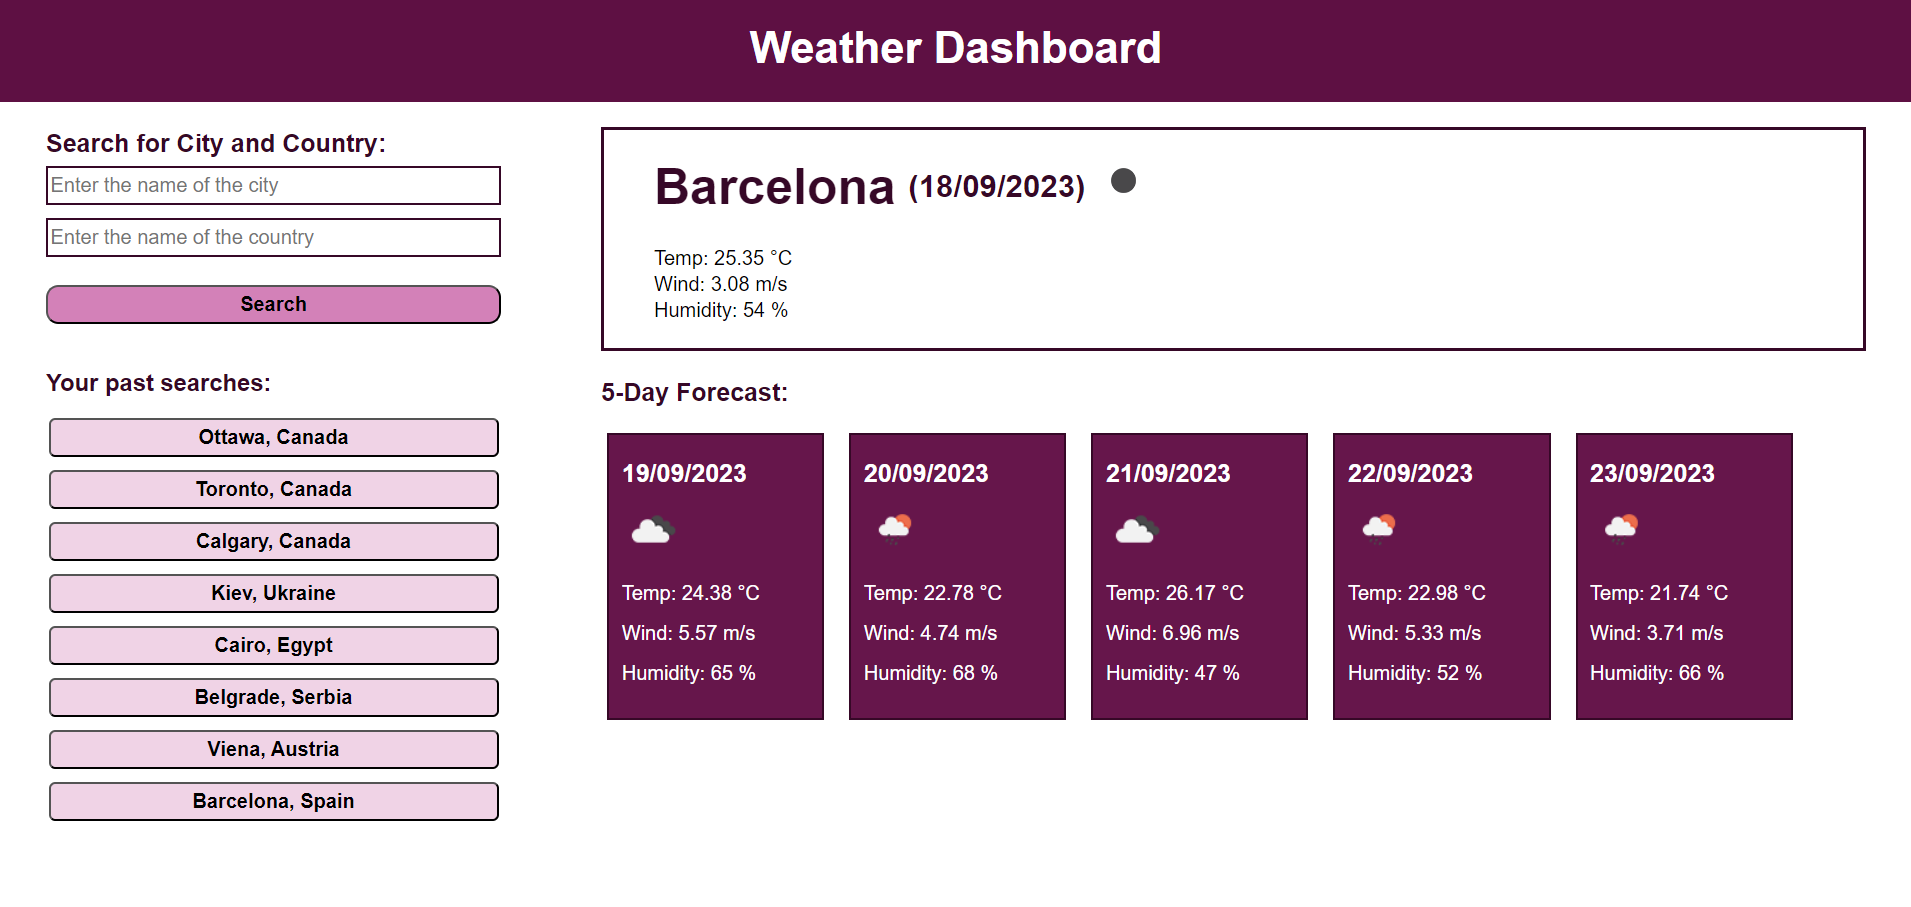 Weather Dashboard
Search for City and Country:
Enter the name of the city
Enter the name of the country
Search
Your past searches:
Ottawa, Canada
Toronto, Canada
Calgary, Canada
Kiev, Ukraine
Cairo, Egypt
Belgrade, Serbia
Viena, Austria
Barcelona, Spain
Barcelona (18/09/2023)
Temp: 25.35 °C
Wind: 3.08 m/s
Humidity: 54 %
5-Day Forecast:
19/09/2023
Temp: 24.38 °C
Wind: 5.57 m/s
Humidity: 65 %
20/09/2023
Temp: 22.78 °C
Wind: 4.74 m/s
Humidity: 68 %
21/09/2023
Temp: 26.17 °C
Wind: 6.96 m/s
Humidity: 47 %
22/09/2023
Temp: 22.98 °C
Wind: 5.33 m/s
Humidity: 52 %
23/09/2023
Temp: 21.74 °C
Wind: 3.71 m/s
Humidity: 66 %